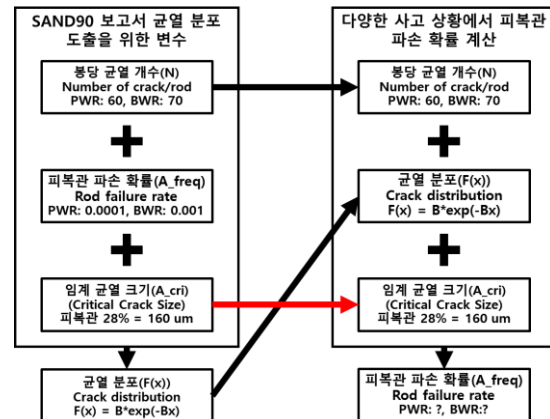 SAND90 보고서 균열 분포
도출을 위한 변수
봉당 균열 개수(N)
Number of crack/rod
PWR: 60, BWR: 70
피복관 파손 확률(A_freq)
Rod failure rate
PWR: 0.0001, BWR: 0.001
임계 균열 크기(A_cri)
(Critical Crack Size)
피복관 28% = 160 um
균열 분포(F(x))
Crack distribution
F(x) = B*exp(-Bx)
다양한 사고 상황에서 피복관
파손 확률 계산
봉당 균열 개수(N)
Number of crack/rod
PWR: 60, BWR: 70
균열 분포(F(x))
Crack distribution
F(x) = B*exp(-Bx)
임계 균열 크기(A_cri)
(Critical Crack Size)
피복관 28% = 160 um
피복관 파손 확률(A_freq)
Rod failure rate
PWR: ?, BWR:?